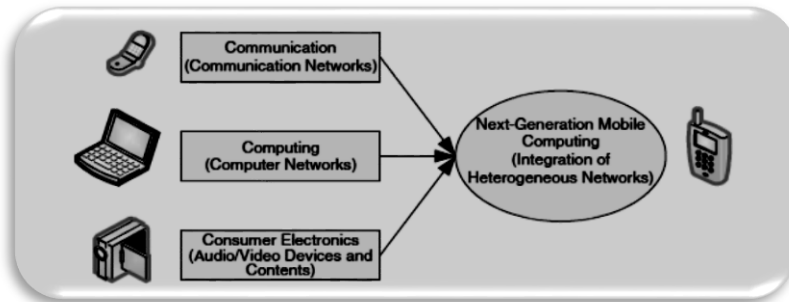 Communication
(Communication Networks)
Computing
(Computer Networks)
Consumer Electronics
(Audio/Video Devices and
Contents)
Next-Generation Mobile
Computing
(Integration of
Heterogeneous Networks)